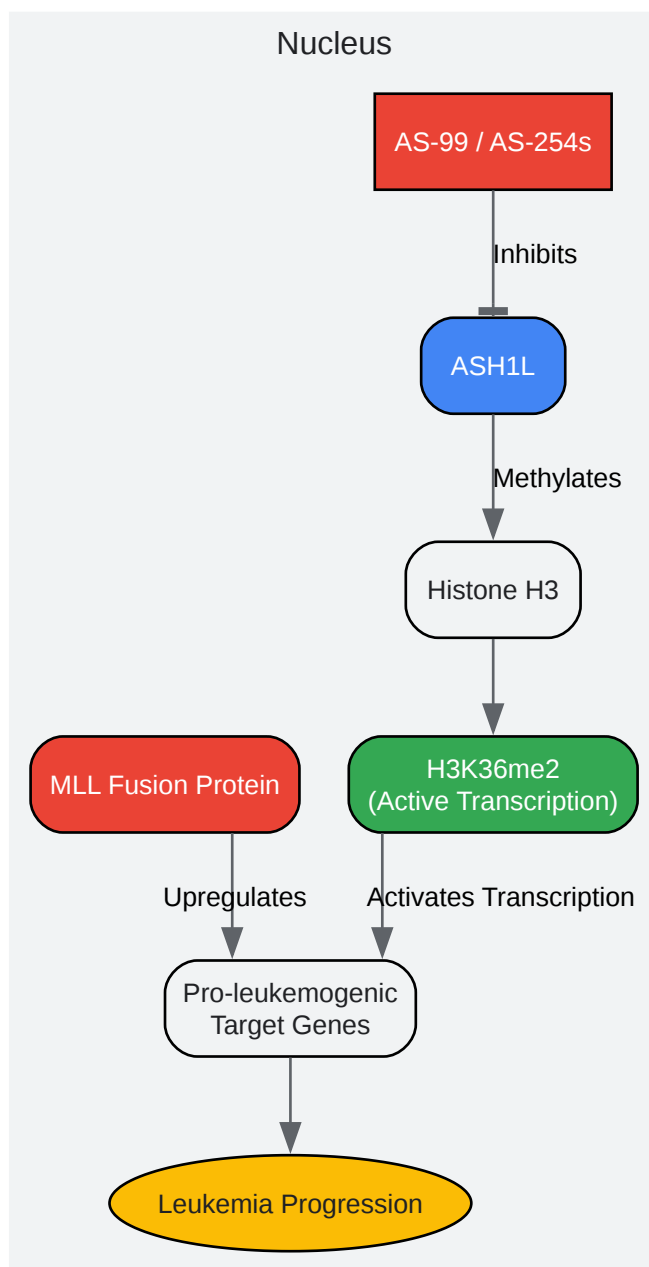 Nucleus
AS-99 / AS-254s
Inhibits
ASH1L
Methylates
Histone H3
MLL Fusion Protein
H3K36me2
(Active Transcription)
Upregulates
Activates Transcription
Pro-leukemogenic
Target Genes
Leukemia Progression